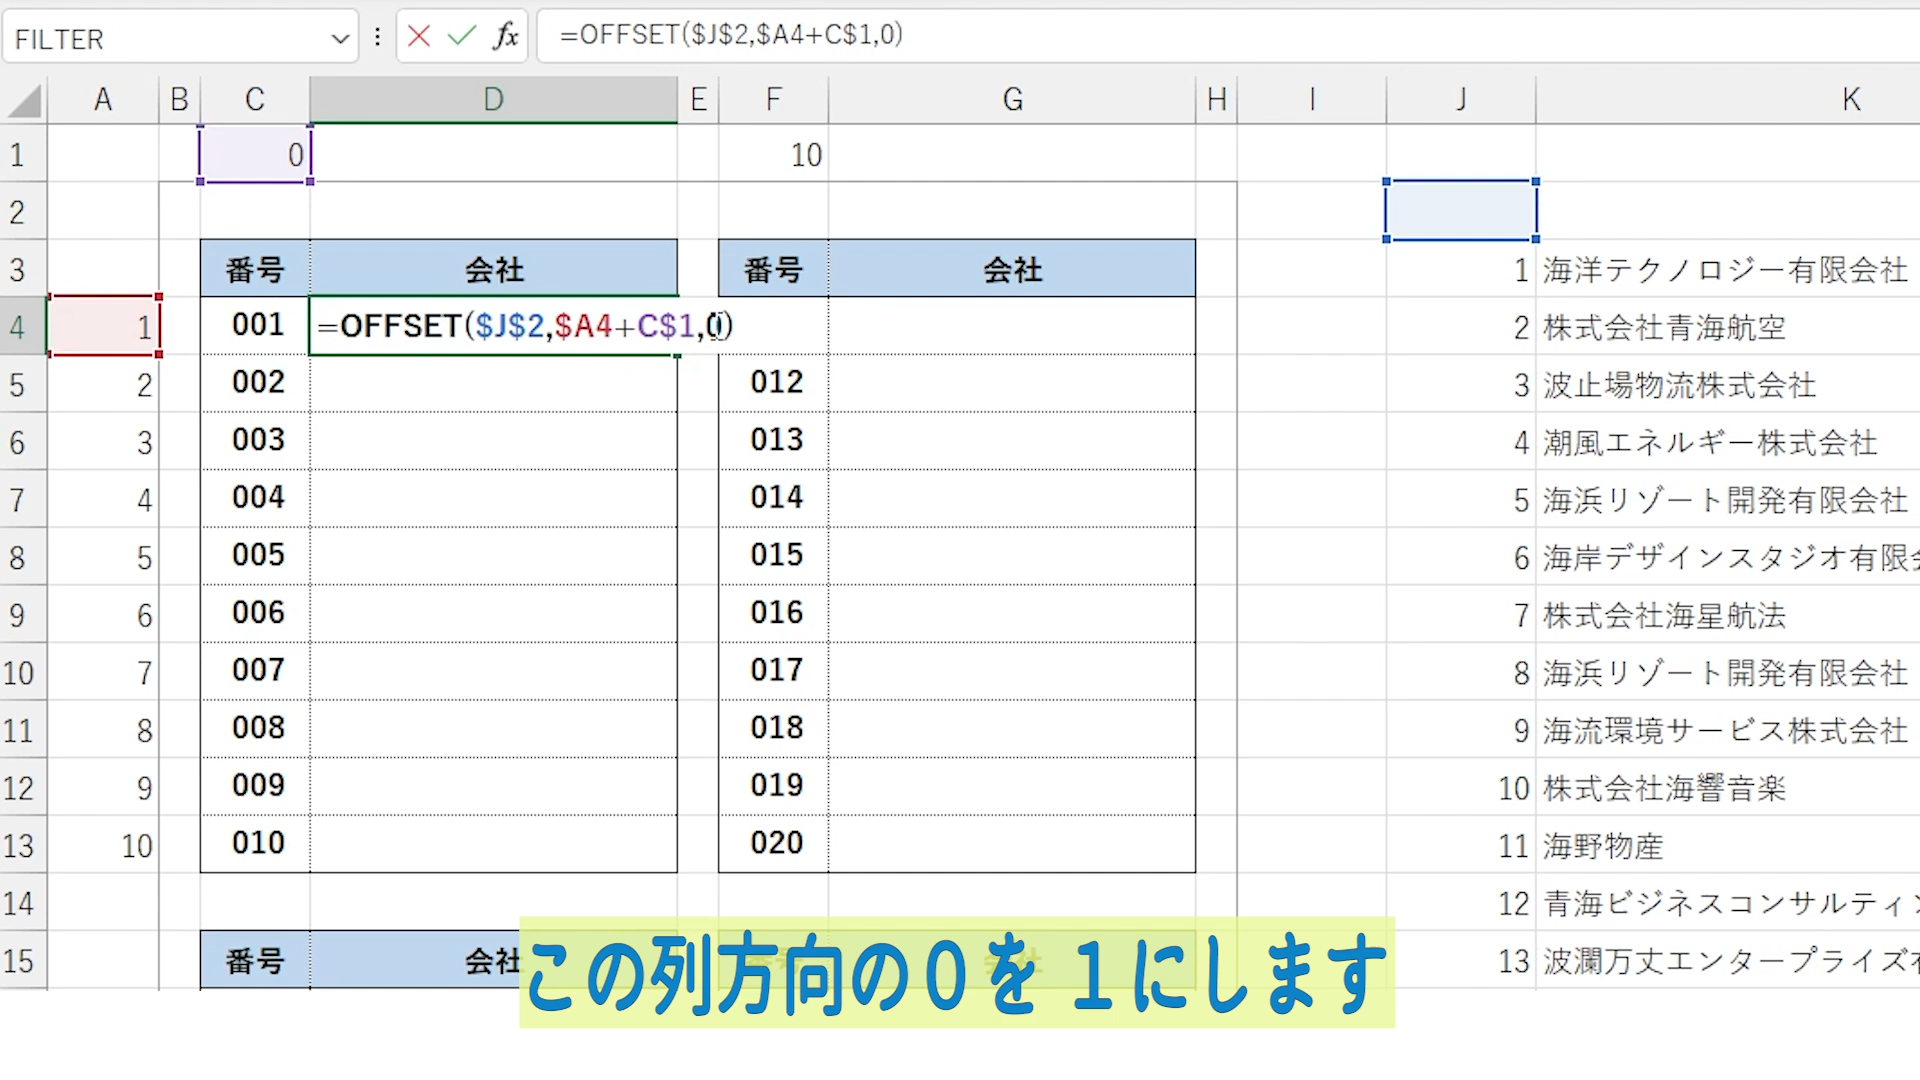 FILTER
fx
=OFFSET($J$2,$A4+C$1,0)
A B C D E F G H I J K
1 0 10
2
3 番号 会社 番号 会社 1 海洋テクノロジー有限会社
4 1 001 =OFFSET($J$2,$A4+C$1,0) 2 株式会社青海航空
5 2 002 012 3 波止場物流株式会社
6 3 003 013 4 潮風エネルギー株式会社
7 4 004 014 5 海浜リゾート開発有限会社
8 5 005 015 6 海岸デザインスタジオ有限
9 6 006 016 7 株式会社海星航法
10 7 007 017 8 海浜リゾート開発有限会社
11 8 008 018 9 海流環境サービス株式会社
12 9 009 019 10 株式会社海響音楽
13 10 010 020 11 海野物産
14 12 青海ビジネスコンサルティン
15 番号 会社 番号 会社 13 波瀾万丈エンタープライズ
この列方向の0を1にします